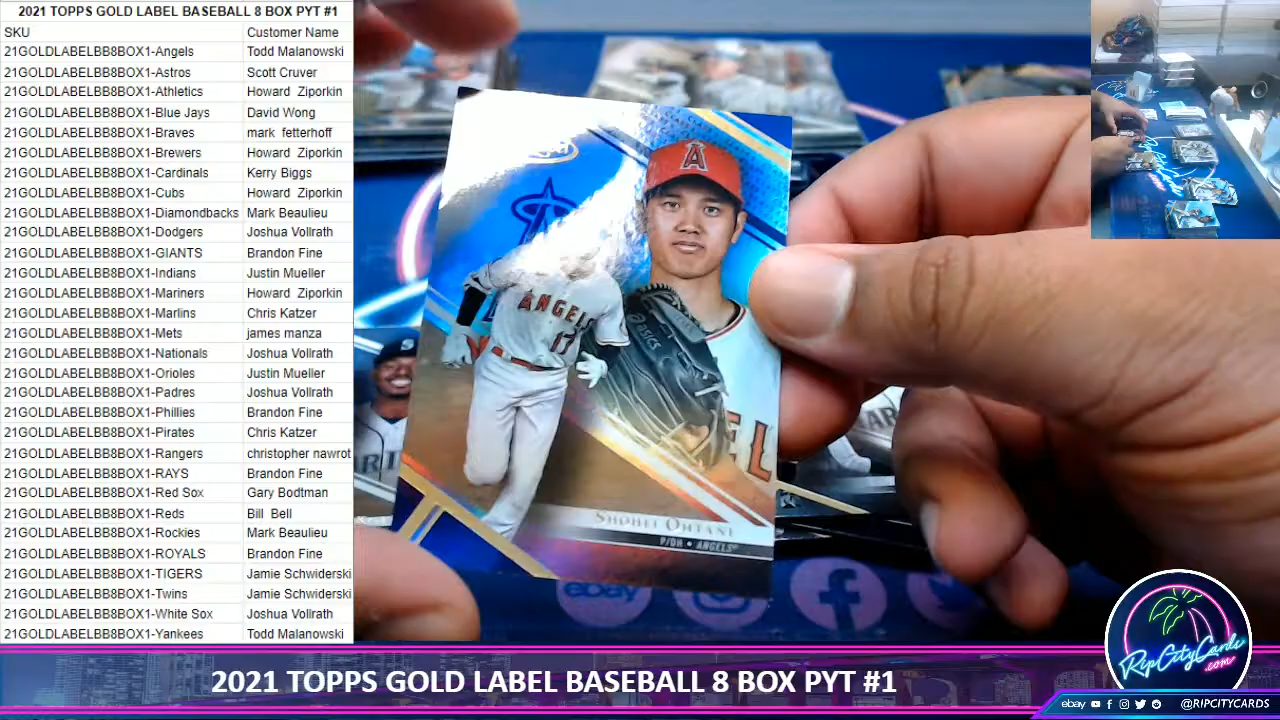 2021 TOPPS GOLD LABEL BASEBALL 8 BOX PYT #1
SKU Customer Name
21GOLDLABELBB8BOX1-Angels Todd Malanowski
21GOLDLABELBB8BOX1-Astros Scott Cruver
21GOLDLABELBB8BOX1-Athletics Howard Ziporkin
21GOLDLABELBB8BOX1-Blue Jays David Wong
21GOLDLABELBB8BOX1-Braves mark fetterhoff
21GOLDLABELBB8BOX1-Brewers Howard Ziporkin
21GOLDLABELBB8BOX1-Cardinals Kerry Biggs
21GOLDLABELBB8BOX1-Cubs Howard Ziporkin
21GOLDLABELBB8BOX1-Diamondbacks Mark Beaulieu
21GOLDLABELBB8BOX1-Dodgers Joshua Vollrath
21GOLDLABELBB8BOX1-GIANTS Brandon Fine
21GOLDLABELBB8BOX1-Indians Justin Mueller
21GOLDLABELBB8BOX1-Mariners Howard Ziporkin
21GOLDLABELBB8BOX1-Marlins Chris Katzer
21GOLDLABELBB8BOX1-Mets james manza
21GOLDLABELBB8BOX1-Nationals Joshua Vollrath
21GOLDLABELBB8BOX1-Orioles Justin Mueller
21GOLDLABELBB8BOX1-Padres Joshua Vollrath
21GOLDLABELBB8BOX1-Phillies Brandon Fine
21GOLDLABELBB8BOX1-Pirates Chris Katzer
21GOLDLABELBB8BOX1-Rangers christopher nawrot
21GOLDLABELBB8BOX1-RAYS Brandon Fine
21GOLDLABELBB8BOX1-Red Sox Gary Bodtman
21GOLDLABELBB8BOX1-Reds Bill Bell
21GOLDLABELBB8BOX1-Rockies Mark Beaulieu
21GOLDLABELBB8BOX1-ROYALS Brandon Fine
21GOLDLABELBB8BOX1-TIGERS Jamie Schwiderski
21GOLDLABELBB8BOX1-Twins Jamie Schwiderski
21GOLDLABELBB8BOX1-White Sox Joshua Vollrath
21GOLDLABELBB8BOX1-Yankees Todd Malanowski
A
ANGELS
17
asics
EL
SHOHEI OHTANI
P/DH • ANGELS
ebay
RipCityCards
.com
2021 TOPPS GOLD LABEL BASEBALL 8 BOX PYT #1
ebay @RIPCITYCARDS